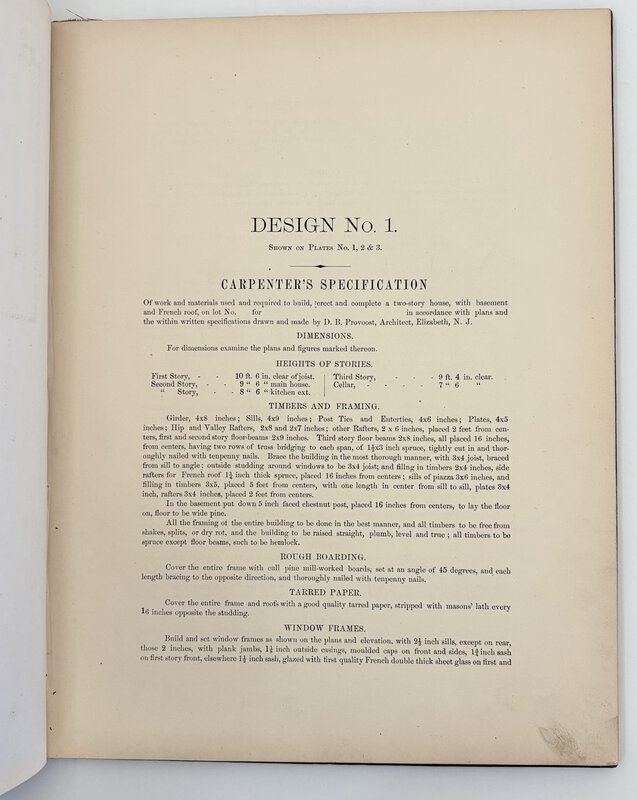 DESIGN No. 1.
Shown on Plates No. 1, 2 & 3.
CARPENTER'S SPECIFICATION
Of work and materials used and required to build, erect and complete a two-story house, with basement
and French roof, on lot No. for in accordance with plans and
the within written specifications drawn and made by D. B. Provoost, Architect, Elizabeth, N. J.
DIMENSIONS.
For dimensions examine the plans and figures marked thereon.
HEIGHTS OF STORIES.
First Story, - - 10 ft. 6 in. clear of joist. Third Story, - - - 9 ft. 4 in. clear.
Second Story, - - 9 " 6 " main house. Cellar, - - - - 7 " 6 "
" Story, - - 8 " 6 " kitchen ext.
TIMBERS AND FRAMING.
Girder, 4x8 inches; Sills, 4x9 inches; Post Ties and Enterties, 4x6 inches; Plates, 4x5
inches; Hip and Valley Rafters, 2x8 and 2x7 inches; other Rafters, 2 x 6 inches, placed 2 feet from cen-
ters, first and second story floor-beams 2x9 inches. Third story floor beams 2x8 inches, all placed 16 inches,
from centers, having two rows of truss bridging to each span, of 1½x3 inch spruce, tightly cut in and thor-
oughly nailed with tenpenny nails. Brace the building in the most thorough manner, with 3x4 joist, braced
from sill to angle; outside studding around windows to be 3x4 joist; and filling in timbers 2x4 inches, side
rafters for French roof 1¼ inch thick spruce, placed 16 inches from centers; sills of piazza 3x6 inches, and
filling in timbers 3x5, placed 5 feet from centers, with one length in center from sill to sill, plates 3x4
inch, rafters 3x4 inches, placed 2 feet from centers.
In the basement put down 5 inch faced chestnut post, placed 16 inches from centers, to lay the floor
on, floor to be wide pine.
All the framing of the entire building to be done in the best manner, and all timbers to be free from
shakes, splits, or dry rot, and the building to be raised straight, plumb, level and true; all timbers to be
spruce except floor beams, such to be hemlock.
ROUGH BOARDING.
Cover the entire frame with cull pine mill-worked boards, set at an angle of 45 degrees, and each
length bracing to the opposite direction, and thoroughly nailed with tenpenny nails.
TARRED PAPER.
Cover the entire frame and roofs with a good quality tarred paper, stripped with masons' lath every
16 inches opposite the studding.
WINDOW FRAMES.
Build and set window frames as shown on the plans and elevation, with 2½ inch sills, except on rear,
those 2 inches, with plank jambs, 1¼ inch outside casings, moulded caps on front and sides, 1¾ inch sash
on first story front, elsewhere 1½ inch sash, glazed with first quality French double thick sheet glass on first and